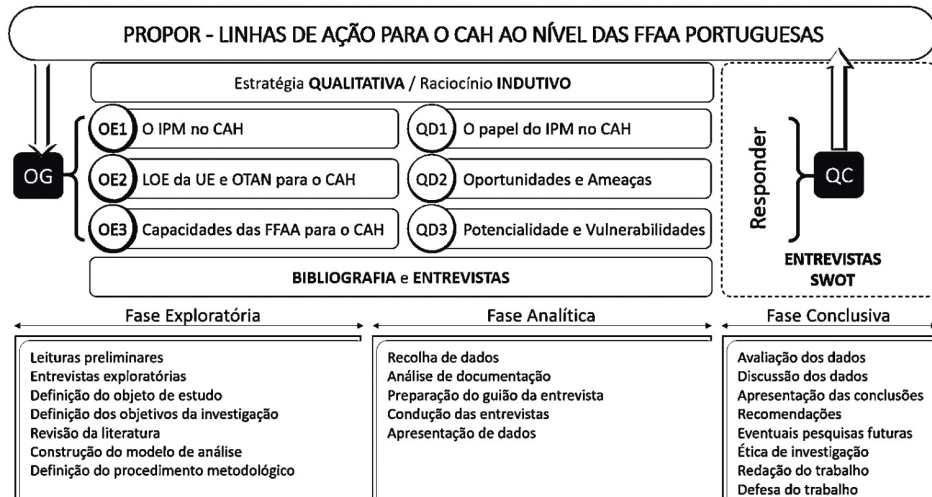 PROPOR - LINHAS DE AÇÃO PARA O CAH AO NÍVEL DAS FFAA PORTUGUESAS
Estratégia QUALITATIVA / Raciocínio INDUTIVO
OG
OE1 O IPM no CAH
OE2 LOE da UE e OTAN para o CAH
OE3 Capacidades das FFAA para o CAH
QD1 O papel do IPM no CAH
QD2 Oportunidades e Ameaças
QD3 Potencialidade e Vulnerabilidades
BIBLIOGRAFIA e ENTREVISTAS
Responder
QC
ENTREVISTAS
SWOT
Fase Exploratória
Leituras preliminares
Entrevistas exploratórias
Definição do objeto de estudo
Definição dos objetivos da investigação
Revisão da literatura
Construção do modelo de análise
Definição do procedimento metodológico
Fase Analítica
Recolha de dados
Análise de documentação
Preparação do guião da entrevista
Condução das entrevistas
Apresentação de dados
Fase Conclusiva
Avaliação dos dados
Discussão dos dados
Apresentação das conclusões
Recomendações
Eventuais pesquisas futuras
Ética de investigação
Redação do trabalho
Defesa do trabalho